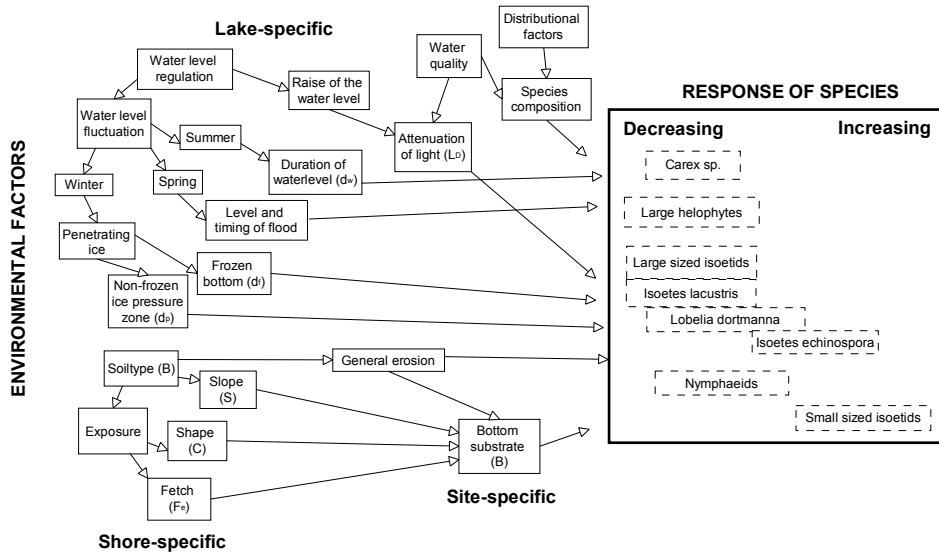 Lake-specific
Distributional
factors
Water
quality
Water level
regulation
Raise of the
water level
Species
composition
RESPONSE OF SPECIES
Decreasing
Increasing
Water level
fluctuation
Summer
Attenuation
of light (LD)
Duration of
waterlevel (dw)
Winter
Spring
Level and
timing of flood
Penetrating
ice
Frozen
bottom (df)
Non-frozen
ice pressure
zone (dp)
Carex sp.
Large helophytes
Large sized isoetids
Isoetes lacustris
Lobelia dortmanna
Isoetes echinospora
Nymphaeids
Small sized isoetids
ENVIRONMENTAL FACTORS
General erosion
Soiltype (B)
Slope
(S)
Exposure
Shape
(C)
Bottom
substrate
(B)
Fetch
(Fe)
Site-specific
Shore-specific